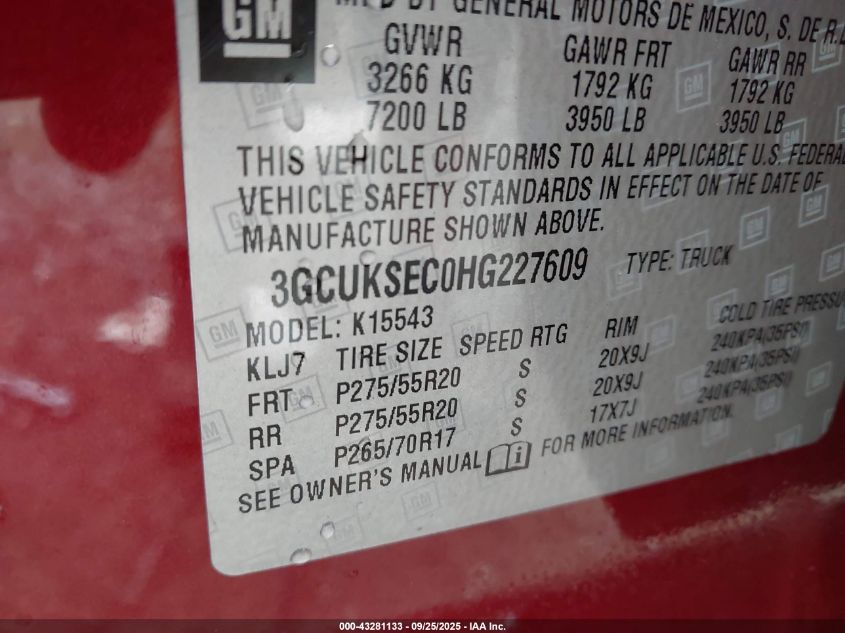 GM
MFD BY GENERAL MOTORS DE MEXICO, S. DE R.L
GVWR GAWR FRT GAWR RR
3266 KG 1792 KG 1792 KG
7200 LB 3950 LB 3950 LB
THIS VEHICLE CONFORMS TO ALL APPLICABLE U.S. FEDERAL
VEHICLE SAFETY STANDARDS IN EFFECT ON THE DATE OF
MANUFACTURE SHOWN ABOVE.
3GCUKSEC0HG227609 TYPE: TRUCK
MODEL: K15543
KLJ7 TIRE SIZE SPEED RTG RIM COLD TIRE PRESSU
FRT P275/55R20 S 20X9J 240KPA(35PSI)
RR P275/55R20 S 20X9J 240KPA(35PSI)
SPA P265/70R17 S 17X7J 240KPA(35PSI)
SEE OWNER'S MANUAL FOR MORE INFORMATION.
000-43281133 - 09/25/2025 - IAA Inc.